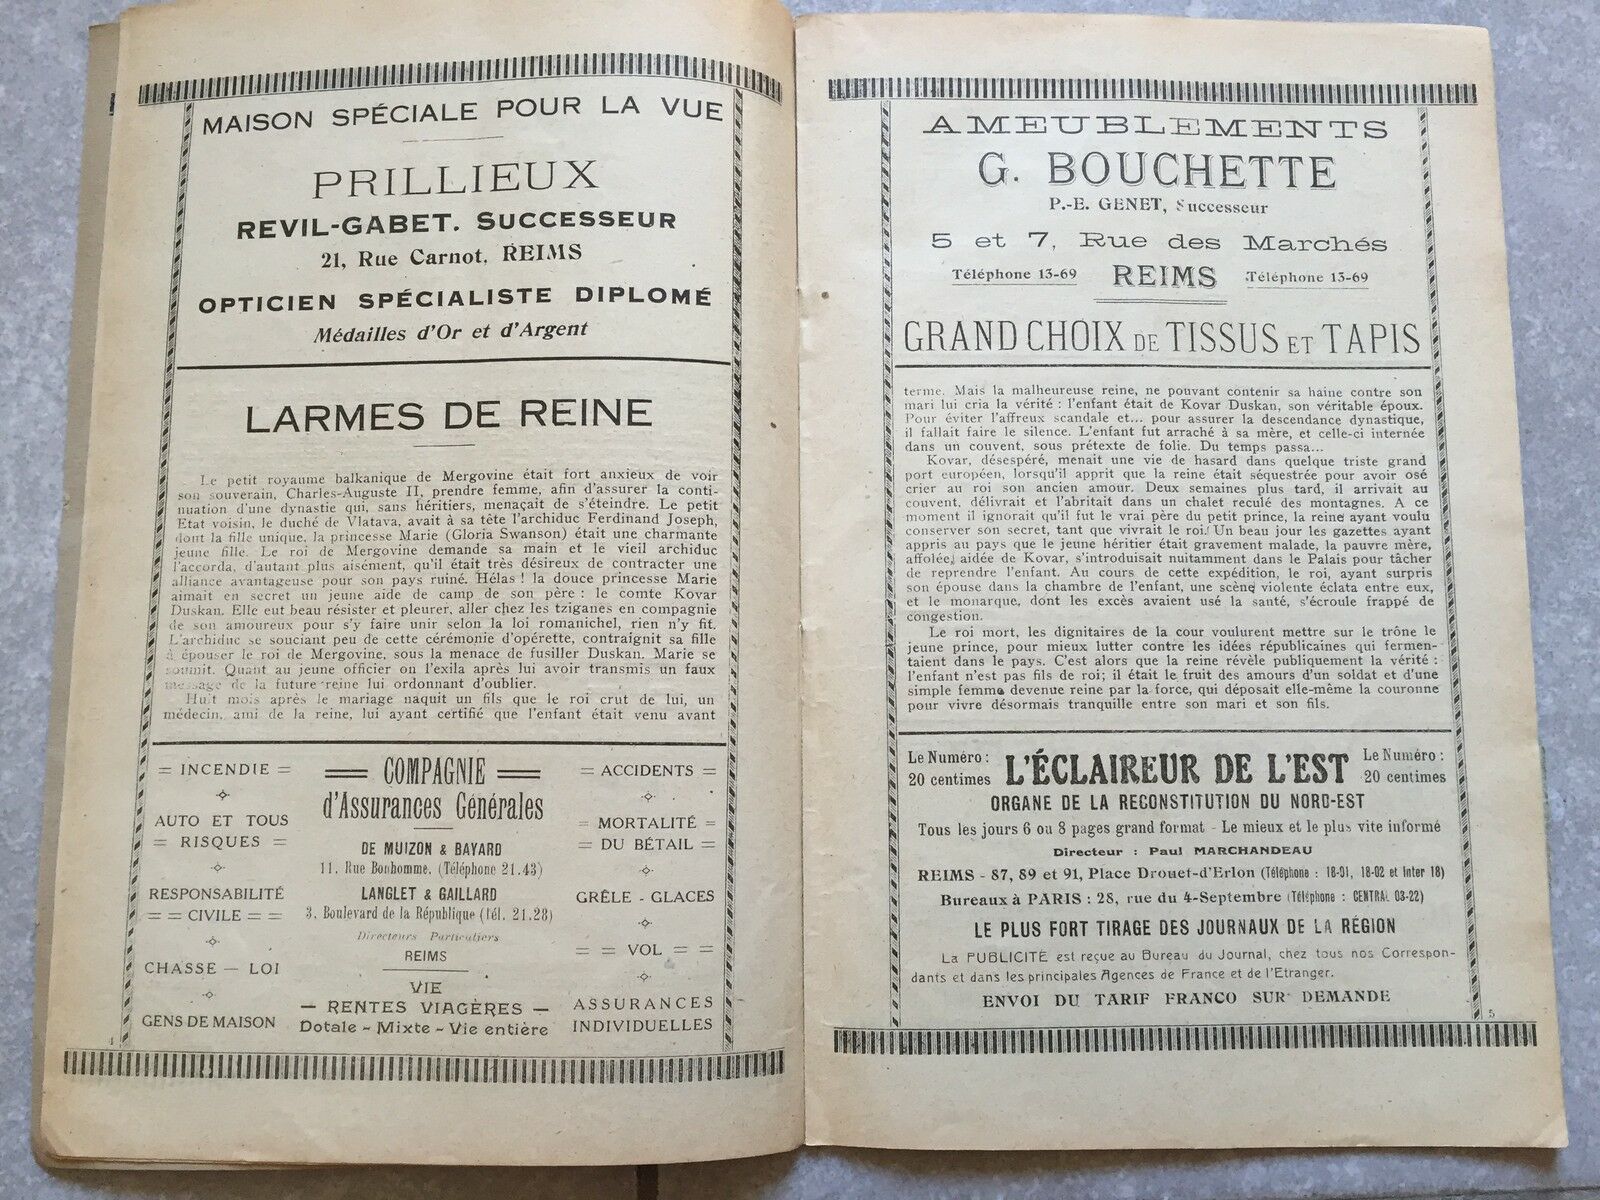 MAISON SPÉCIALE POUR LA VUE
PRILLIEUX
REVIL-GABET. SUCCESSEUR
21, Rue Carnot. REIMS
OPTICIEN SPÉCIALISTE DIPLOMÉ
Médailles d'Or et d'Argent
LARMES DE REINE
Le petit royaume balkanique de Mergovine était fort anxieux de voir
son souverain, Charles-Auguste II, prendre femme, afin d'assurer la conti-
nuation d'une dynastie qui, sans héritiers, menaçait de s'éteindre. Le petit
Etat voisin, le duché de Vlatava, avait à sa tête l'archiduc Ferdinand Joseph,
dont la fille unique, la princesse Marie (Gloria Swanson) était une charmante
jeune fille. Le roi de Mergovine demande sa main et le vieil archiduc
l'accorda, d'autant plus aisément, qu'il était très désireux de contracter une
alliance avantageuse pour son pays ruiné. Hélas ! la douce princesse Marie
aimait en secret un jeune aide de camp de son père : le comte Kovar
Duskan. Elle eut beau résister et pleurer, aller chez les tziganes en compagnie
de son amoureux pour s'y faire unir selon la loi romanichel, rien n'y fit.
L'archiduc se souciant peu de cette cérémonie d'opérette, contraignit sa fille
à épouser le roi de Mergovine, sous la menace de fusiller Duskan. Marie se
soumit. Quant au jeune officier on l'exila après lui avoir transmis un faux
message de la future reine lui ordonnant d'oublier.
Huit mois après le mariage naquit un fils que le roi crut de lui, un
médecin, ami de la reine, lui ayant certifié que l'enfant était venu avant
= INCENDIE =
AUTO ET TOUS
= RISQUES =
RESPONSABILITÉ
= = CIVILE = =
CHASSE — LOI
GENS DE MAISON
== COMPAGNIE ==
d'Assurances Générales
DE MUIZON & BAYARD
11, Rue Bonhomme, (Téléphone 21.43)
LANGLET & GAILLARD
3, Boulevard de la République (Tél. 21.28)
Directeurs Particuliers
REIMS
VIE
— RENTES VIAGÈRES —
Dotale - Mixte - Vie entière
= ACCIDENTS =
= MORTALITÉ =
= DU BÉTAIL =
GRÊLE - GLACES
= = VOL = =
ASSURANCES
INDIVIDUELLES
4
AMEUBLEMENTS
G. BOUCHETTE
P.-E. GENET, Successeur
5 et 7, Rue des Marchés
Téléphone 13-69 REIMS Téléphone 13-69
GRAND CHOIX DE TISSUS ET TAPIS
terme. Mais la malheureuse reine, ne pouvant contenir sa haine contre son
mari lui cria la vérité : l'enfant était de Kovar Duskan, son véritable époux.
Pour éviter l'affreux scandale et... pour assurer la descendance dynastique,
il fallait faire le silence. L'enfant fut arraché à sa mère, et celle-ci internée
dans un couvent, sous prétexte de folie. Du temps passa...
Kovar, désespéré, menait une vie de hasard dans quelque triste grand
port européen, lorsqu'il apprit que la reine était séquestrée pour avoir osé
crier au roi son ancien amour. Deux semaines plus tard, il arrivait au
couvent, délivrait et l'abritait dans un chalet reculé des montagnes. A ce
moment il ignorait qu'il fut le vrai père du petit prince, la reine ayant voulu
conserver son secret, tant que vivrait le roi. Un beau jour les gazettes ayant
appris au pays que le jeune héritier était gravement malade, la pauvre mère,
affolée, aidée de Kovar, s'introduisait nuitamment dans le Palais pour tâcher
de reprendre l'enfant. Au cours de cette expédition, le roi, ayant surpris
son épouse dans la chambre de l'enfant, une scène violente éclata entre eux,
et le monarque, dont les excès avaient usé la santé, s'écroule frappé de
congestion.
Le roi mort, les dignitaires de la cour voulurent mettre sur le trône le
jeune prince, pour mieux lutter contre les idées républicaines qui fermen-
taient dans le pays. C'est alors que la reine révèle publiquement la vérité :
l'enfant n'est pas fils de roi; il était le fruit des amours d'un soldat et d'une
simple femme devenue reine par la force, qui déposait elle-même la couronne
pour vivre désormais tranquille entre son mari et son fils.
Le Numéro :
20 centimes
L'ÉCLAIREUR DE L'EST
Le Numéro :
20 centimes
ORGANE DE LA RECONSTITUTION DU NORD-EST
Tous les jours 6 ou 8 pages grand format - Le mieux et le plus vite informé
Directeur : Paul MARCHANDEAU
REIMS - 87, 89 et 91, Place Drouet-d'Erlon (Téléphone : 18-01, 18-02 et Inter 18)
Bureaux à PARIS : 28, rue du 4-Septembre (Téléphone : CENTRAL 03-22)
LE PLUS FORT TIRAGE DES JOURNAUX DE LA RÉGION
La PUBLICITÉ est reçue au Bureau du Journal, chez tous nos Correspon-
dants et dans les principales Agences de France et de l'Etranger.
ENVOI DU TARIF FRANCO SUR DEMANDE
5